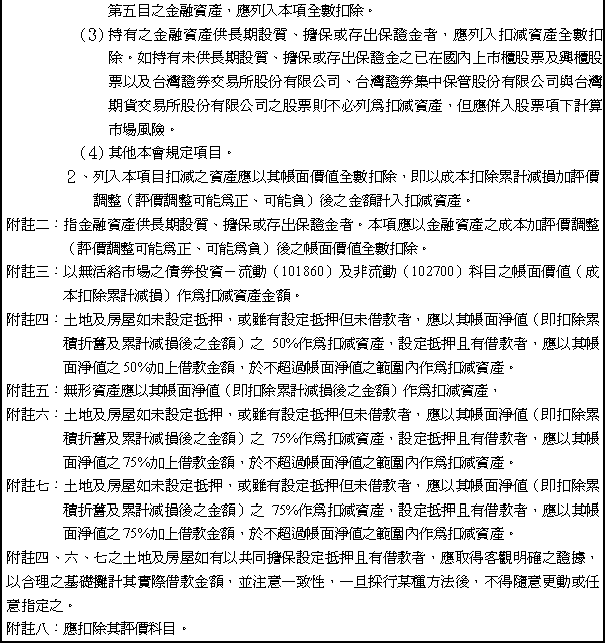 第五目之金融資產，應列入本項全數扣除。
(３) 持有之金融資產供長期設質、擔保或存出保證金者，應列入扣減資產全數扣
除。如持有未供長期設質、擔保或存出保證金之已在國內上市櫃股票及興櫃股
票以及台灣證券交易所股份有限公司、台灣證券集中保管股份有限公司與台灣
期貨交易所股份有限公司之股票則不必列為扣減資產，但應併入股票項下計算
市場風險。
(４) 其他本會規定項目。
２、列入本項目扣減之資產應以其帳面價值全數扣除，即以成本扣除累計減損加評價
調整（評價調整可能為正、可能負）後之金額計入扣減資產。
附註二：指金融資產供長期設質、擔保或存出保證金者。本項應以金融資產之成本加評價調整
（評價調整可能為正、可能為負）後之帳面價值全數扣除。
附註三：以無活絡市場之債券投資－流動（101860）及非流動（102700）科目之帳面價值（成
本扣除累計減損）作為扣減資產金額。
附註四：土地及房屋如未設定抵押，或雖有設定抵押但未借款者，應以其帳面淨值（即扣除累
積折舊及累計減損後之金額）之 50%作為扣減資產，設定抵押且有借款者，應以其帳
面淨值之 50%加上借款金額，於不超過帳面淨值之範圍內作為扣減資產。
附註五：無形資產應以其帳面淨值（即扣除累計減損後之金額）作為扣減資產，
附註六：土地及房屋如未設定抵押，或雖有設定抵押但未借款者，應以其帳面淨值（即扣除累
積折舊及累計減損後之金額）之 75%作為扣減資產，設定抵押且有借款者，應以其帳
面淨值之 75%加上借款金額，於不超過帳面淨值之範圍內作為扣減資產。
附註七：土地及房屋如未設定抵押，或雖有設定抵押但未借款者，應以其帳面淨值（即扣除累
積折舊及累計減損後之金額）之 75%作為扣減資產，設定抵押且有借款者，應以其帳
面淨值之 75%加上借款金額，於不超過帳面淨值之範圍內作為扣減資產。
附註四、六、七之土地及房屋如有以共同擔保設定抵押且有借款者，應取得客觀明確之證據，
以合理之基礎攤計其實際借款金額，並注意一致性，一旦採行某種方法後，不得隨意更動或任
意指定之。
附註八：應扣除其評價科目。